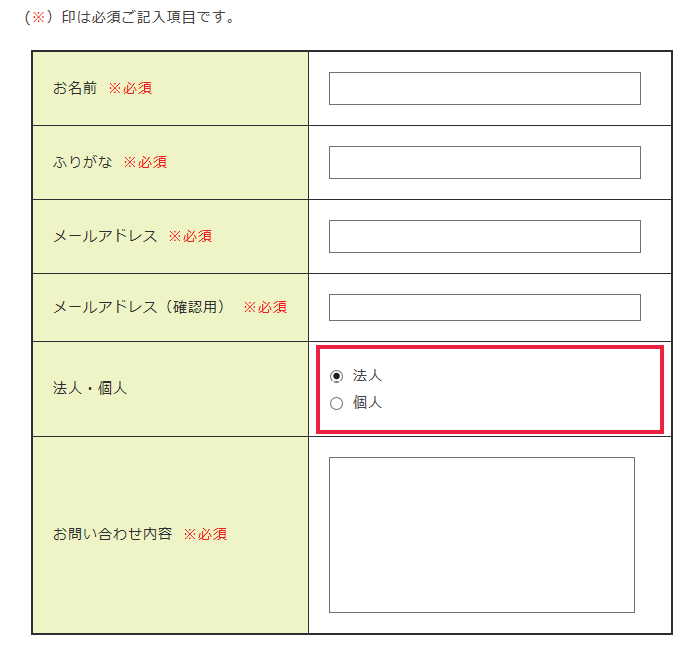 (※）印は必須ご記入項目です。
お名前 ※必須
ふりがな ※必須
メールアドレス ※必須
メールアドレス（確認用） ※必須
法人・個人
法人
個人
お問い合わせ内容 ※必須